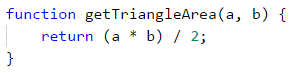 function getTriangleArea(a, b) {
    return (a * b) / 2;
}